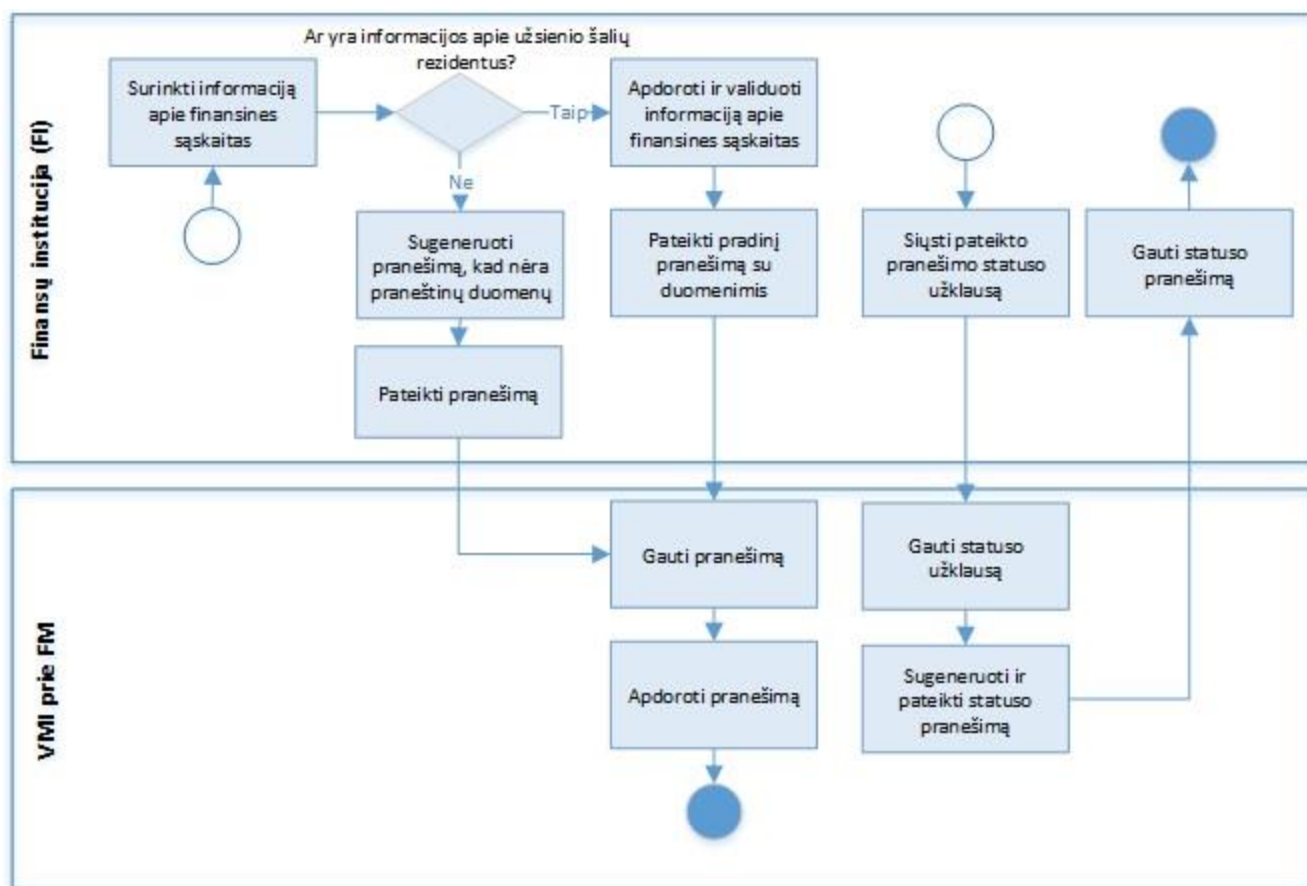 Finansų institucija (FI)
Ar yra informacijos apie užsienio šalių
rezidentus?
Surinkti informaciją
apie finansines
sąskaitas
Taip
Apdoroti ir validuoti
informaciją apie
finansines sąskaitas
Ne
Sugeneruoti
pranešimą, kad nėra
praneštinų duomenų
Pateikti pradinį
pranešimą su
duomenimis
Siųsti pateikto
pranešimo statuso
užklausą
Gauti statuso
pranešimą
Pateikti pranešimą
VMI prie FM
Gauti pranešimą
Gauti statuso
užklausą
Apdoroti pranešimą
Sugeneruoti ir
pateikti statuso
pranešimą